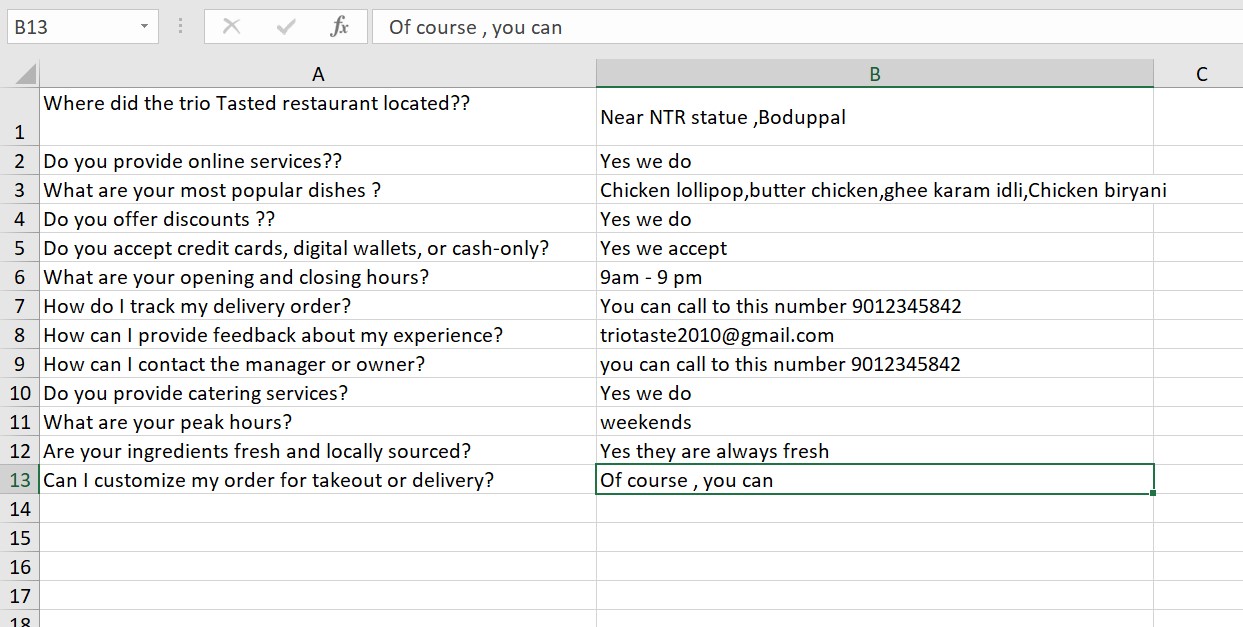 B13 fx Of course , you can
A B C
1 Where did the trio Tasted restaurant located?? Near NTR statue ,Boduppal
2 Do you provide online services?? Yes we do
3 What are your most popular dishes ? Chicken lollipop,butter chicken,ghee karam idli,Chicken biryani
4 Do you offer discounts ?? Yes we do
5 Do you accept credit cards, digital wallets, or cash-only? Yes we accept
6 What are your opening and closing hours? 9am - 9 pm
7 How do I track my delivery order? You can call to this number 9012345842
8 How can I provide feedback about my experience? triotaste2010@gmail.com
9 How can I contact the manager or owner? you can call to this number 9012345842
10 Do you provide catering services? Yes we do
11 What are your peak hours? weekends
12 Are your ingredients fresh and locally sourced? Yes they are always fresh
13 Can I customize my order for takeout or delivery? Of course , you can
14
15
16
17
18